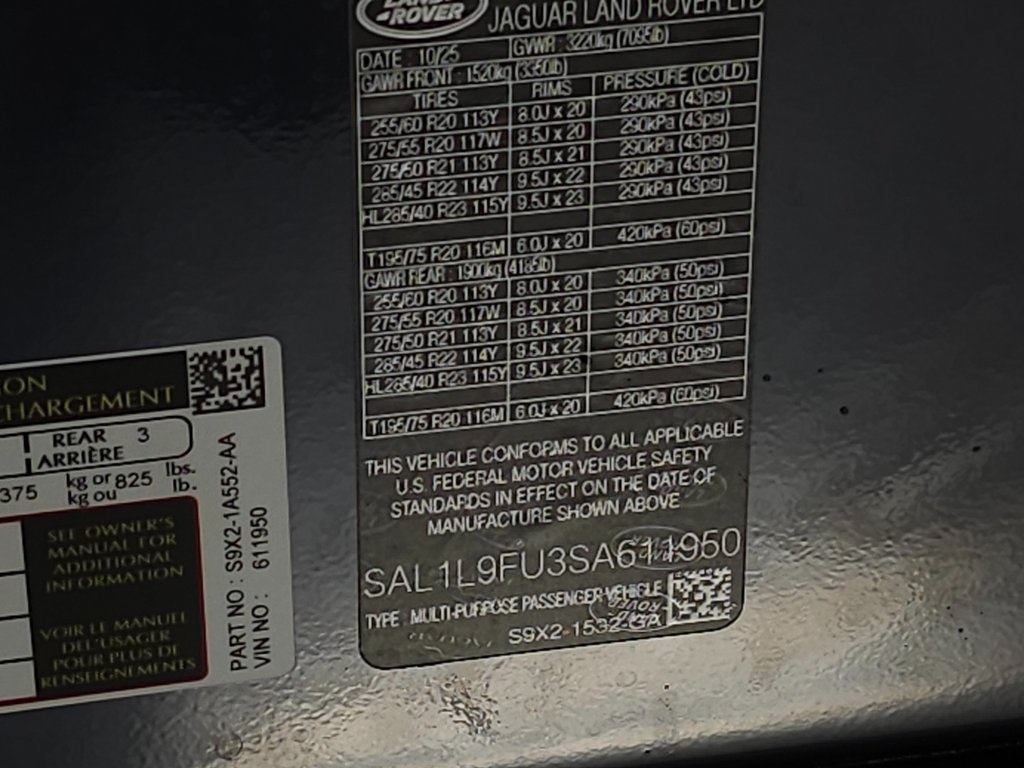 LAND-
-ROVER
JAGUAR LAND ROVER LTD
DATE : 10/25 GVWR : 3220kg (7095lb)
GAWR FRONT : 1520kg (3350lb)
TIRES RIMS PRESSURE (COLD)
255/60 R20 113Y 8.0J x 20 290kPa (43psi)
275/55 R20 117W 8.5J x 20 290kPa (43psi)
275/50 R21 113Y 8.5J x 21 290kPa (43psi)
285/45 R22 114Y 9.5J x 22 290kPa (43psi)
HL285/40 R23 115Y 9.5J x 23 290kPa (43psi)
T195/75 R20 116M 6.0J x 20 420kPa (60psi)
GAWR REAR : 1900kg (4185lb)
255/60 R20 113Y 8.0J x 20 340kPa (50psi)
275/55 R20 117W 8.5J x 20 340kPa (50psi)
275/50 R21 113Y 8.5J x 21 340kPa (50psi)
285/45 R22 114Y 9.5J x 22 340kPa (50psi)
HL285/40 R23 115Y 9.5J x 23 340kPa (50psi)
T195/75 R20 116M 6.0J x 20 420kPa (60psi)
THIS VEHICLE CONFORMS TO ALL APPLICABLE
U.S. FEDERAL MOTOR VEHICLE SAFETY
STANDARDS IN EFFECT ON THE DATE OF
MANUFACTURE SHOWN ABOVE
SAL1L9FU3SA611950
TYPE : MULTI-PURPOSE PASSENGER VEHICLE
ION
CHARGEMENT
REAR 3
ARRIÈRE
375 kg or 825 lbs.
kg ou lb.
SEE OWNER'S
MANUAL FOR
ADDITIONAL
INFORMATION
VOIR LE MANUEL
DE L'USAGER
POUR PLUS DE
RENSEIGNEMENTS
PART NO : S9X2-1A552-AA
VIN NO : 611950